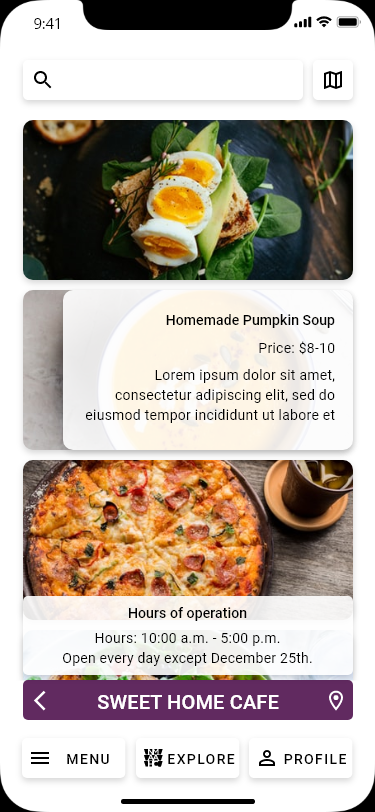 9:41
Homemade Pumpkin Soup
Price: $8-10
Lorem ipsum dolor sit amet,
consectetur adipiscing elit, sed do
eiusmod tempor incididunt ut labore et
Hours of operation
Hours: 10:00 a.m. - 5:00 p.m.
Open every day except December 25th.
SWEET HOME CAFE
MENU
EXPLORE
PROFILE